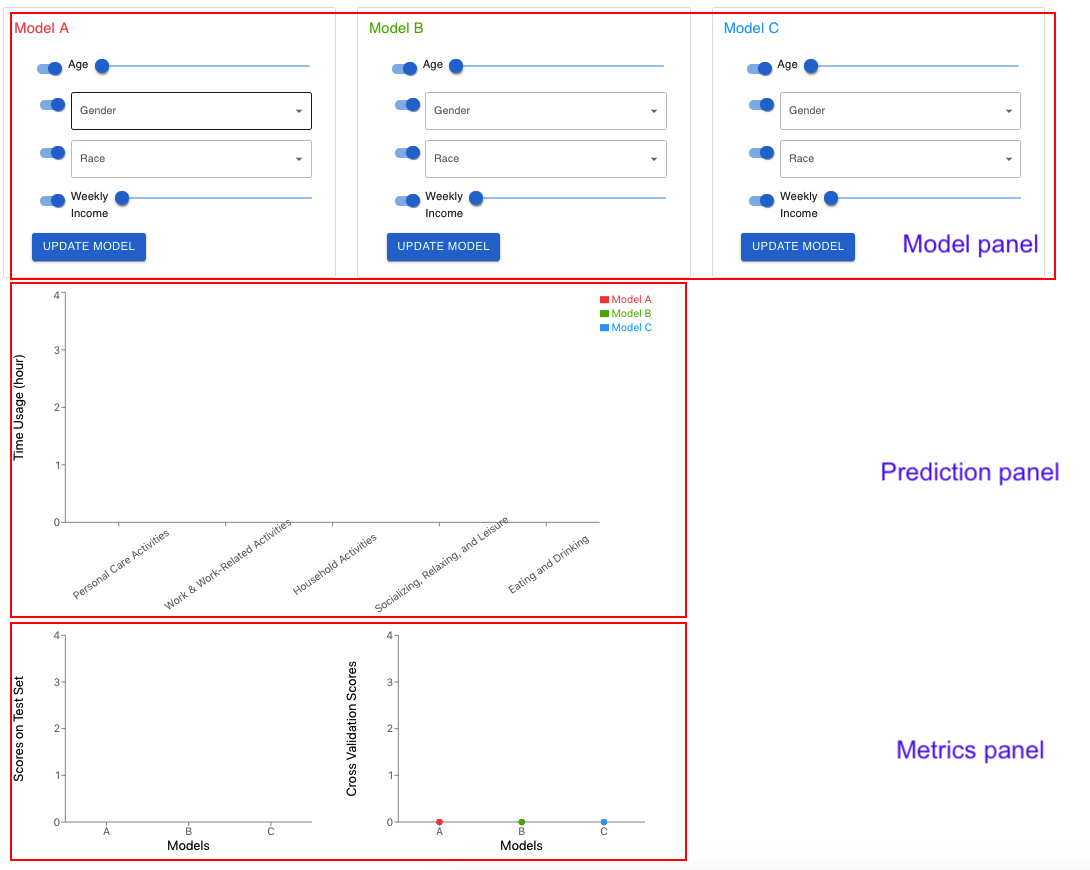 Model A
Age
Gender
Race
Weekly
Income
UPDATE MODEL
Model B
Age
Gender
Race
Weekly
Income
UPDATE MODEL
Model C
Age
Gender
Race
Weekly
Income
UPDATE MODEL
Model panel
Model A
Model B
Model C
Time Usage (hour)
4
3
2
1
0
Personal Care Activities
Work & Work-Related Activities
Household Activities
Socializing, Relaxing, and Leisure
Eating and Drinking
Prediction panel
Scores on Test Set
4
3
2
1
0
A
B
C
Models
Cross Validation Scores
4
3
2
1
0
A
B
C
Models
Metrics panel